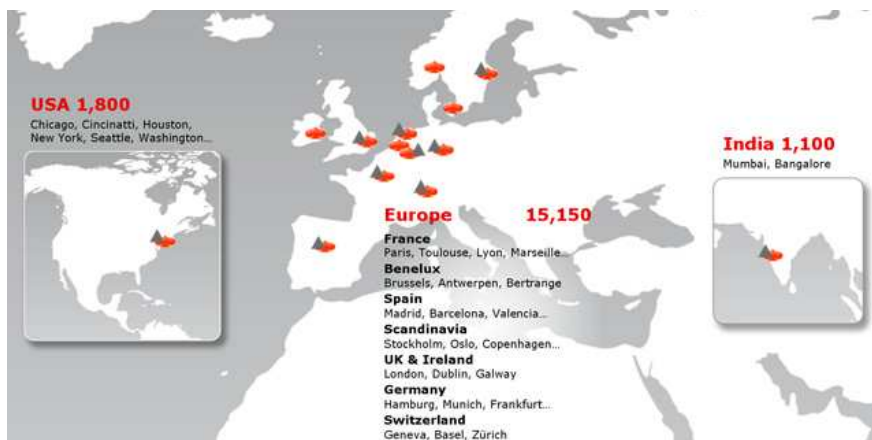 USA 1,800
Chicago, Cincinatti, Houston,
New York, Seattle, Washington...
India 1,100
Mumbai, Bangalore
Europe 15,150
France
Paris, Toulouse, Lyon, Marseille...
Benelux
Brussels, Antwerpen, Bertrange
Spain
Madrid, Barcelona, Valencia...
Scandinavia
Stockholm, Oslo, Copenhagen...
UK & Ireland
London, Dublin, Galway
Germany
Hamburg, Munich, Frankfurt...
Switzerland
Geneva, Basel, Zürich